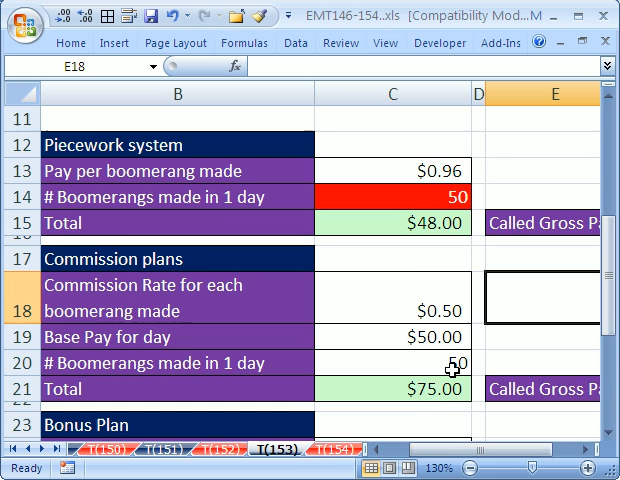 EMT146-154..xls [Compatibility Mod...M
Home Insert Page Layout Formulas Data Review View Developer Add-Ins
E18 fx
B C D E
11
12 Piecework system
13 Pay per boomerang made $0.96
14 # Boomerangs made in 1 day 50
15 Total $48.00 Called Gross Pa
16
17 Commission plans
Commission Rate for each
18 boomerang made $0.50
19 Base Pay for day $50.00
20 # Boomerangs made in 1 day 50
21 Total $75.00 Called Gross Pa
22
23 Bonus Plan
T(150) T(151) T(152) T(153) T(154)
Ready 130%